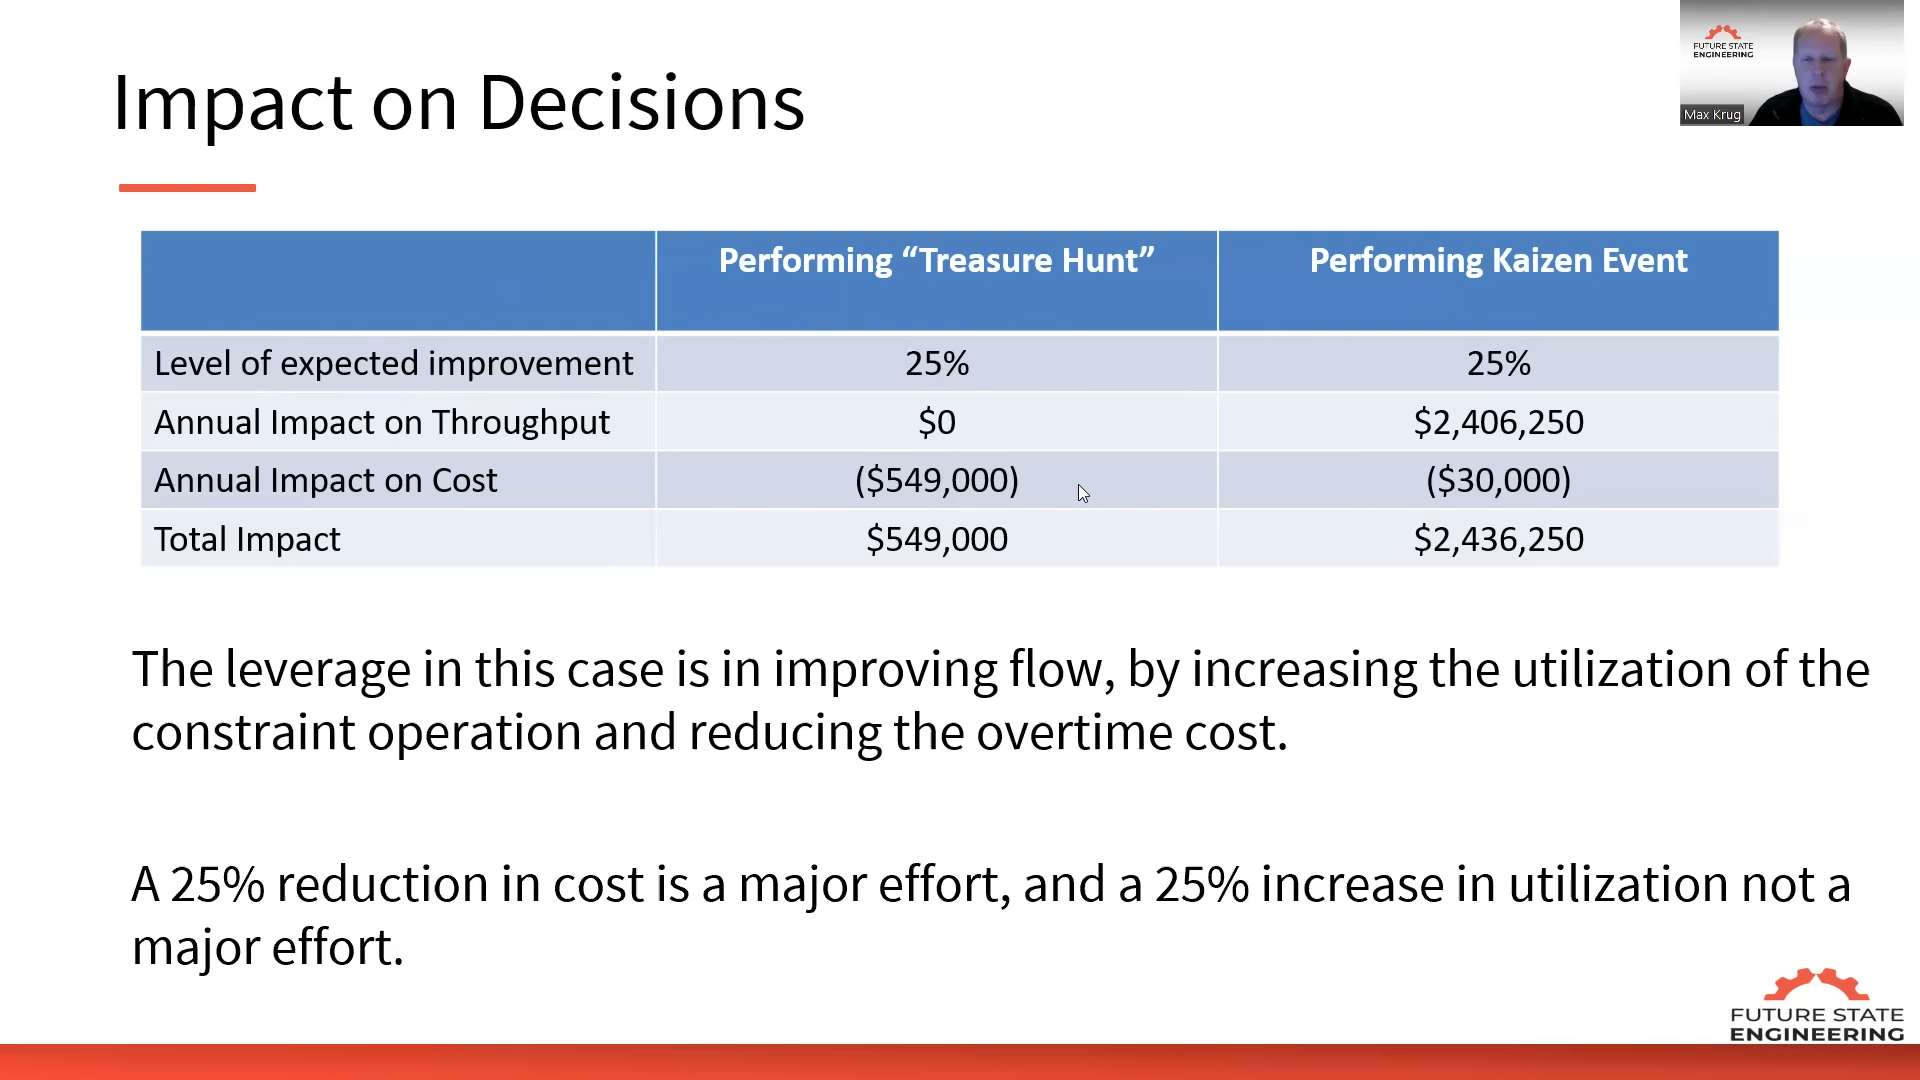 Impact on Decisions
FUTURE STATE
ENGINEERING
Max Krug
Performing “Treasure Hunt”
Performing Kaizen Event
Level of expected improvement
25%
25%
Annual Impact on Throughput
$0
$2,406,250
Annual Impact on Cost
($549,000)
($30,000)
Total Impact
$549,000
$2,436,250
The leverage in this case is in improving flow, by increasing the utilization of the
constraint operation and reducing the overtime cost.
A 25% reduction in cost is a major effort, and a 25% increase in utilization not a
major effort.
FUTURE STATE
ENGINEERING